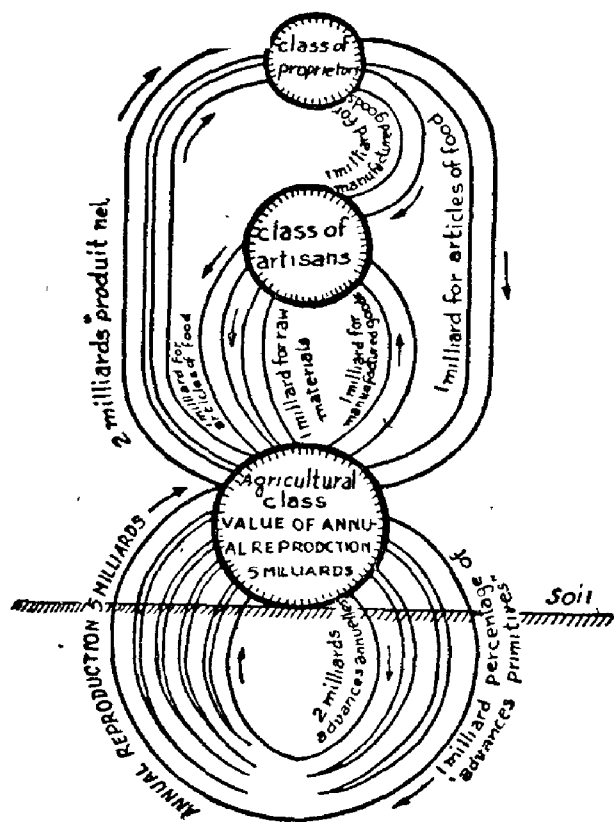 class of
proprietors
1 milliard for
manufactured
goods
1 milliard for articles of food
class of
artisans
2 milliards "produit nel
1 milliard for
articles of food
1 milliard for raw
materials
1 milliard for
manufactured goods
Agricultural
class
VALUE OF ANNU-
AL REPRODCTION
5 MILLIARDS
Soil
ANNUAL REPRODUCTION 5 MILLIARDS
2 milliards
advances annuelles
1 milliard percentage of
"advances primitives"